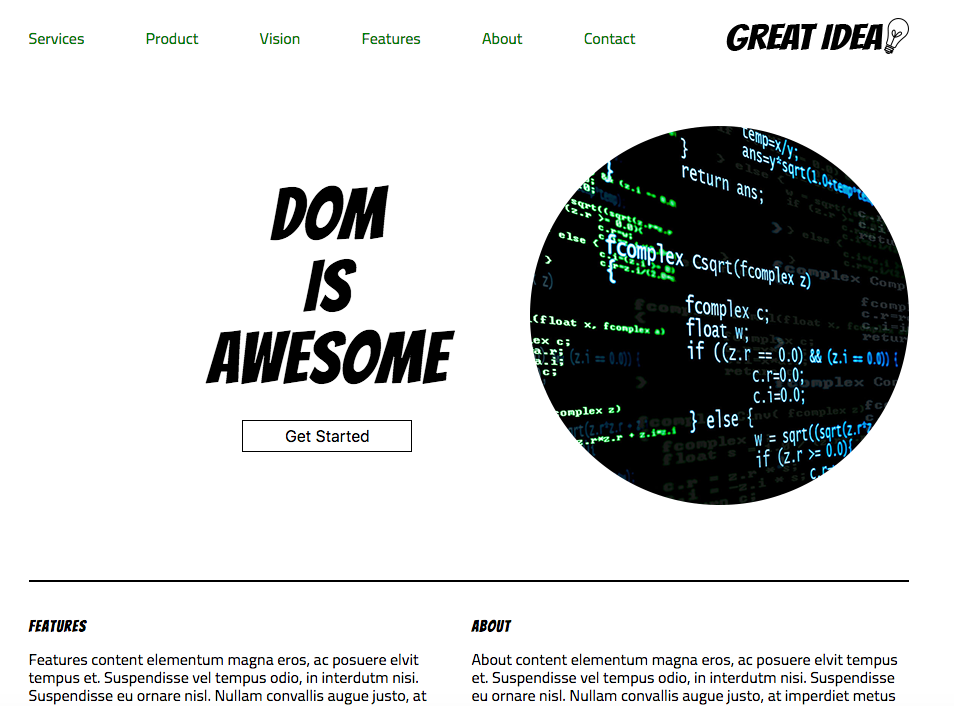 Services Product Vision Features About Contact GREAT IDEA
DOM
IS
AWESOME
Get Started
temp=x/y;
} ans=y*sqrt(1.0+temp*te
return ans;
else {
fcomplex Csqrt(fcomplex z)
{
(float x, fcomplex a)
fcomplex c;
float w;
if ((z.r == 0.0) && (z.i == 0.0)) {
c.r=0.0;
c.i=0.0;
omplex z)
} else {
w = sqrt((sqrt(z.r*z
if (z.r >= 0.0){
FEATURES
Features content elementum magna eros, ac posuere elvit
tempus et. Suspendisse vel tempus odio, in interdutm nisi.
Suspendisse eu ornare nisl. Nullam convallis augue justo, at
ABOUT
About content elementum magna eros, ac posuere elvit tempus
et. Suspendisse vel tempus odio, in interdutm nisi. Suspendisse
eu ornare nisl. Nullam convallis augue justo, at imperdiet metus